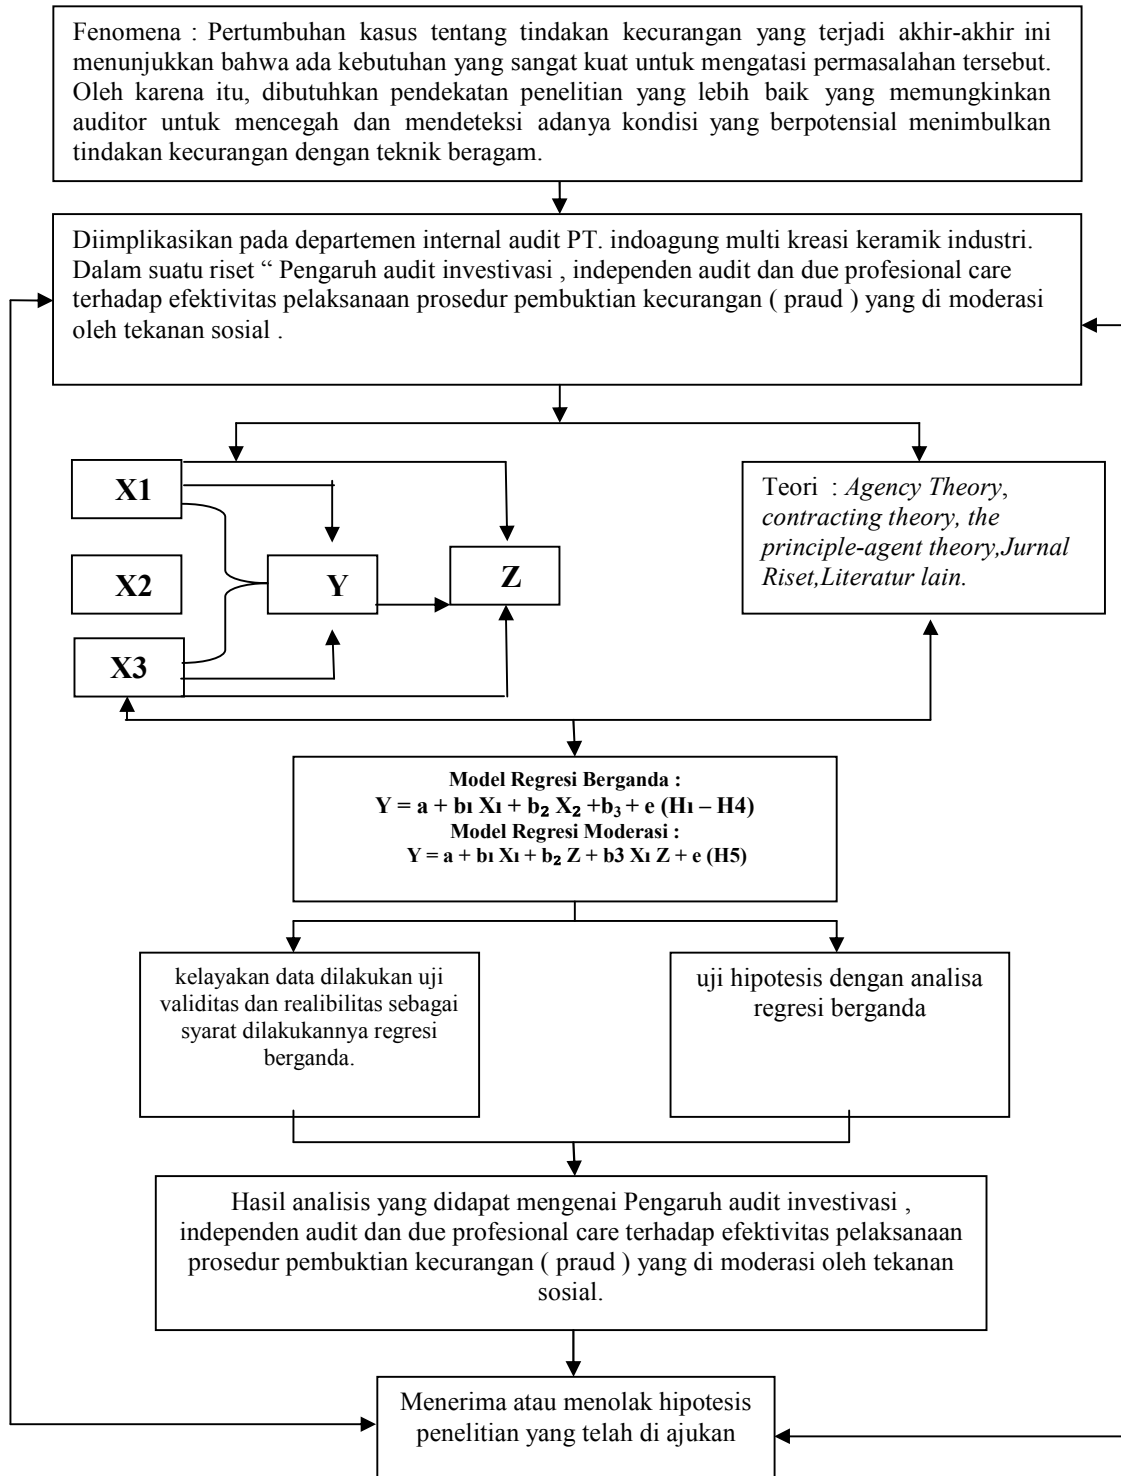 Fenomena : Pertumbuhan kasus tentang tindakan kecurangan yang terjadi akhir-akhir ini
menunjukkan bahwa ada kebutuhan yang sangat kuat untuk mengatasi permasalahan tersebut.
Oleh karena itu, dibutuhkan pendekatan penelitian yang lebih baik yang memungkinkan
auditor untuk mencegah dan mendeteksi adanya kondisi yang berpotensial menimbulkan
tindakan kecurangan dengan teknik beragam.
Diimplikasikan pada departemen internal audit PT. indoagung multi kreasi keramik industri.
Dalam suatu riset “ Pengaruh audit investivasi , independen audit dan due profesional care
terhadap efektivitas pelaksanaan prosedur pembuktian kecurangan ( praud ) yang di moderasi
oleh tekanan sosial .
X1
X2
X3
Y
Z
Teori : Agency Theory,
contracting theory, the
principle-agent theory,Jurnal
Riset,Literatur lain.
Model Regresi Berganda :
Y = a + bı Xı + b₂ X₂ +b₃ + e (Hı – H4)
Model Regresi Moderasi :
Y = a + bı Xı + b₂ Z + b3 Xı Z + e (H5)
kelayakan data dilakukan uji
validitas dan realibilitas sebagai
syarat dilakukannya regresi
berganda.
uji hipotesis dengan analisa
regresi berganda
Hasil analisis yang didapat mengenai Pengaruh audit investivasi ,
independen audit dan due profesional care terhadap efektivitas pelaksanaan
prosedur pembuktian kecurangan ( praud ) yang di moderasi oleh tekanan
sosial.
Menerima atau menolak hipotesis
penelitian yang telah di ajukan